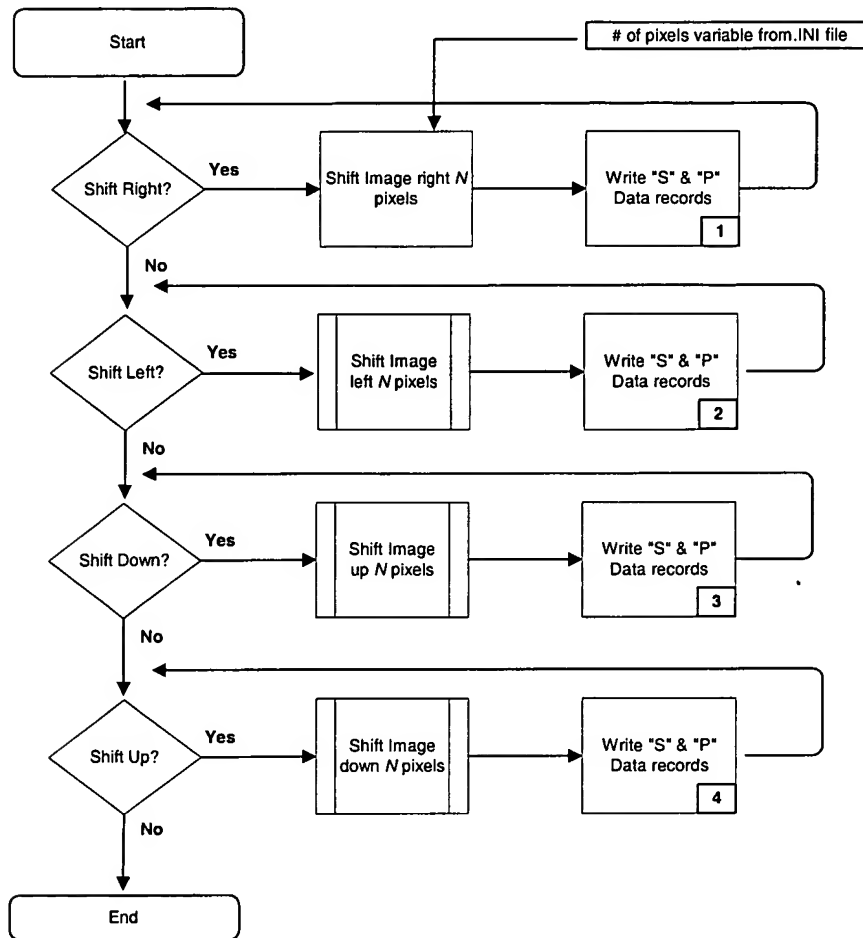 Start
# of pixels variable from.INI file
Shift Right?
Yes
Shift Image right N
pixels
Write "S" & "P"
Data records
1
No
Shift Left?
Yes
Shift Image
left N pixels
Write "S" & "P"
Data records
2
No
Shift Down?
Yes
Shift Image
up N pixels
Write "S" & "P"
Data records
3
No
Shift Up?
Yes
Shift Image
down N pixels
Write "S" & "P"
Data records
4
No
End